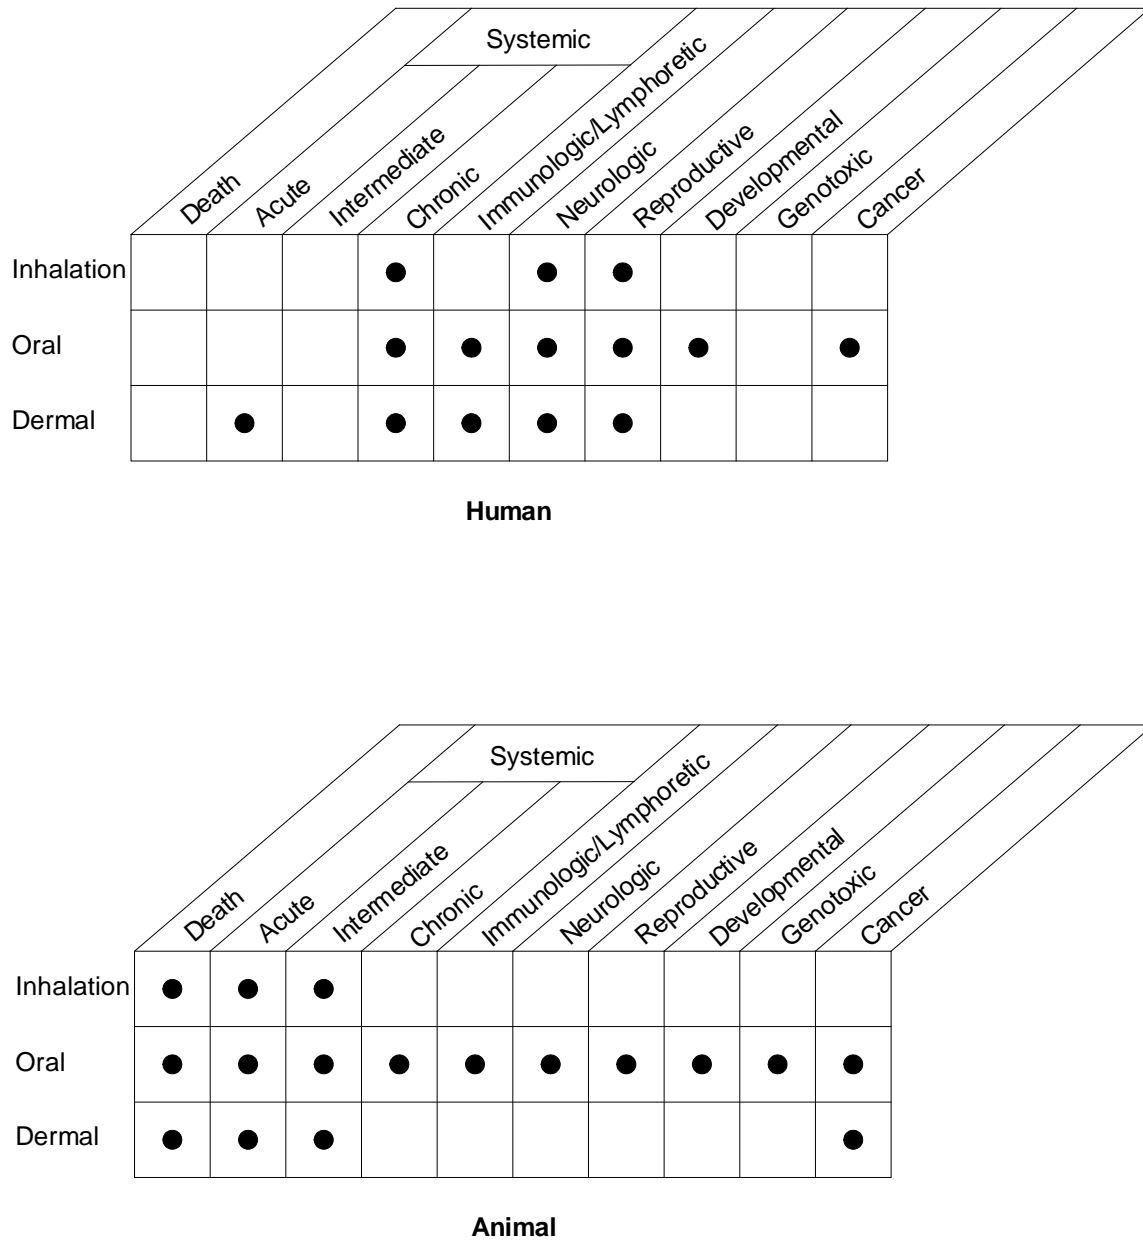 Systemic
Death
Acute
Intermediate
Chronic
Immunologic/Lymphoretic
Neurologic
Reproductive
Developmental
Genotoxic
Cancer
Inhalation
Oral
Dermal
Human
Systemic
Death
Acute
Intermediate
Chronic
Immunologic/Lymphoretic
Neurologic
Reproductive
Developmental
Genotoxic
Cancer
Inhalation
Oral
Dermal
Animal